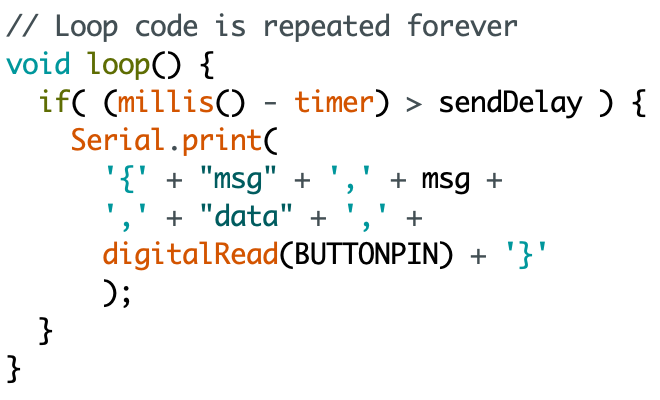 // Loop code is repeated forever
void loop() {
  if( (millis() - timer) > sendDelay ) {
    Serial.print(
      '{' + "msg" + ',' + msg +
      ',' + "data" + ',' +
      digitalRead(BUTTONPIN) + '}'
      );
  }
}